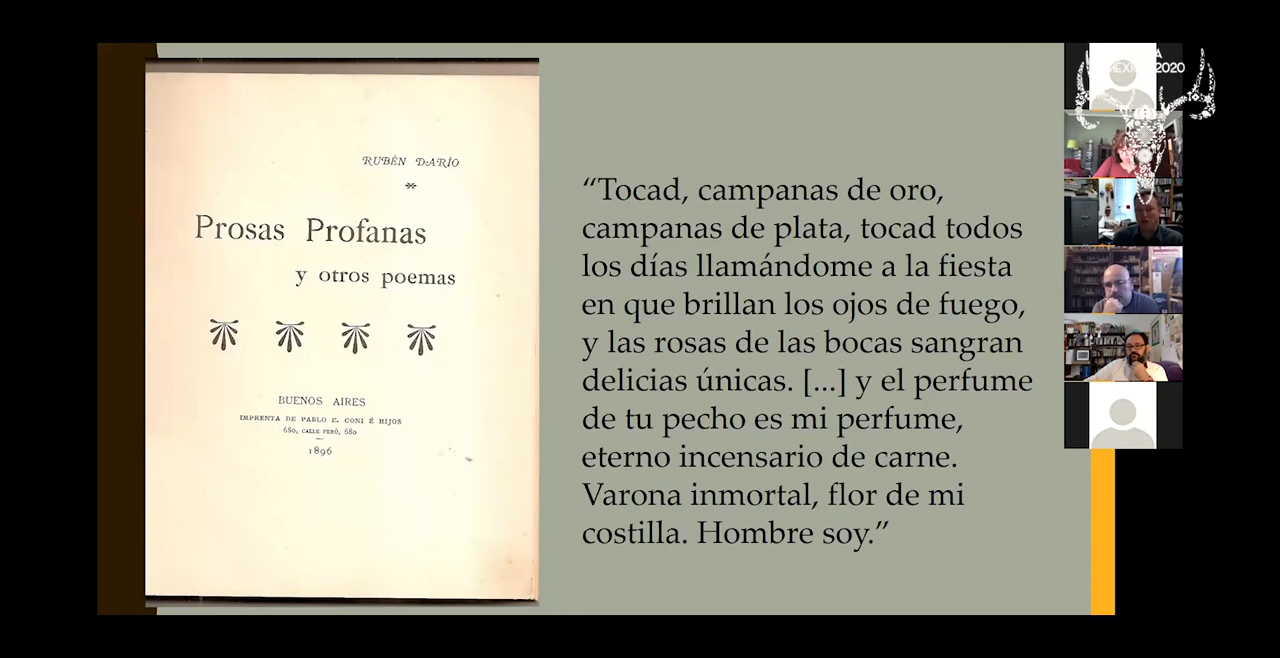 RUBÉN DARÍO
Prosas Profanas
y otros poemas
BUENOS AIRES
IMPRENTA DE PABLO E. CONI É HIJOS
680, CALLE PERÚ, 680
1896
“Tocad, campanas de oro,
campanas de plata, tocad todos
los días llamándome a la fiesta
en que brillan los ojos de fuego,
y las rosas de las bocas sangran
delicias únicas. [...] y el perfume
de tu pecho es mi perfume,
eterno incensario de carne.
Varona inmortal, flor de mi
costilla. Hombre soy.”
2020